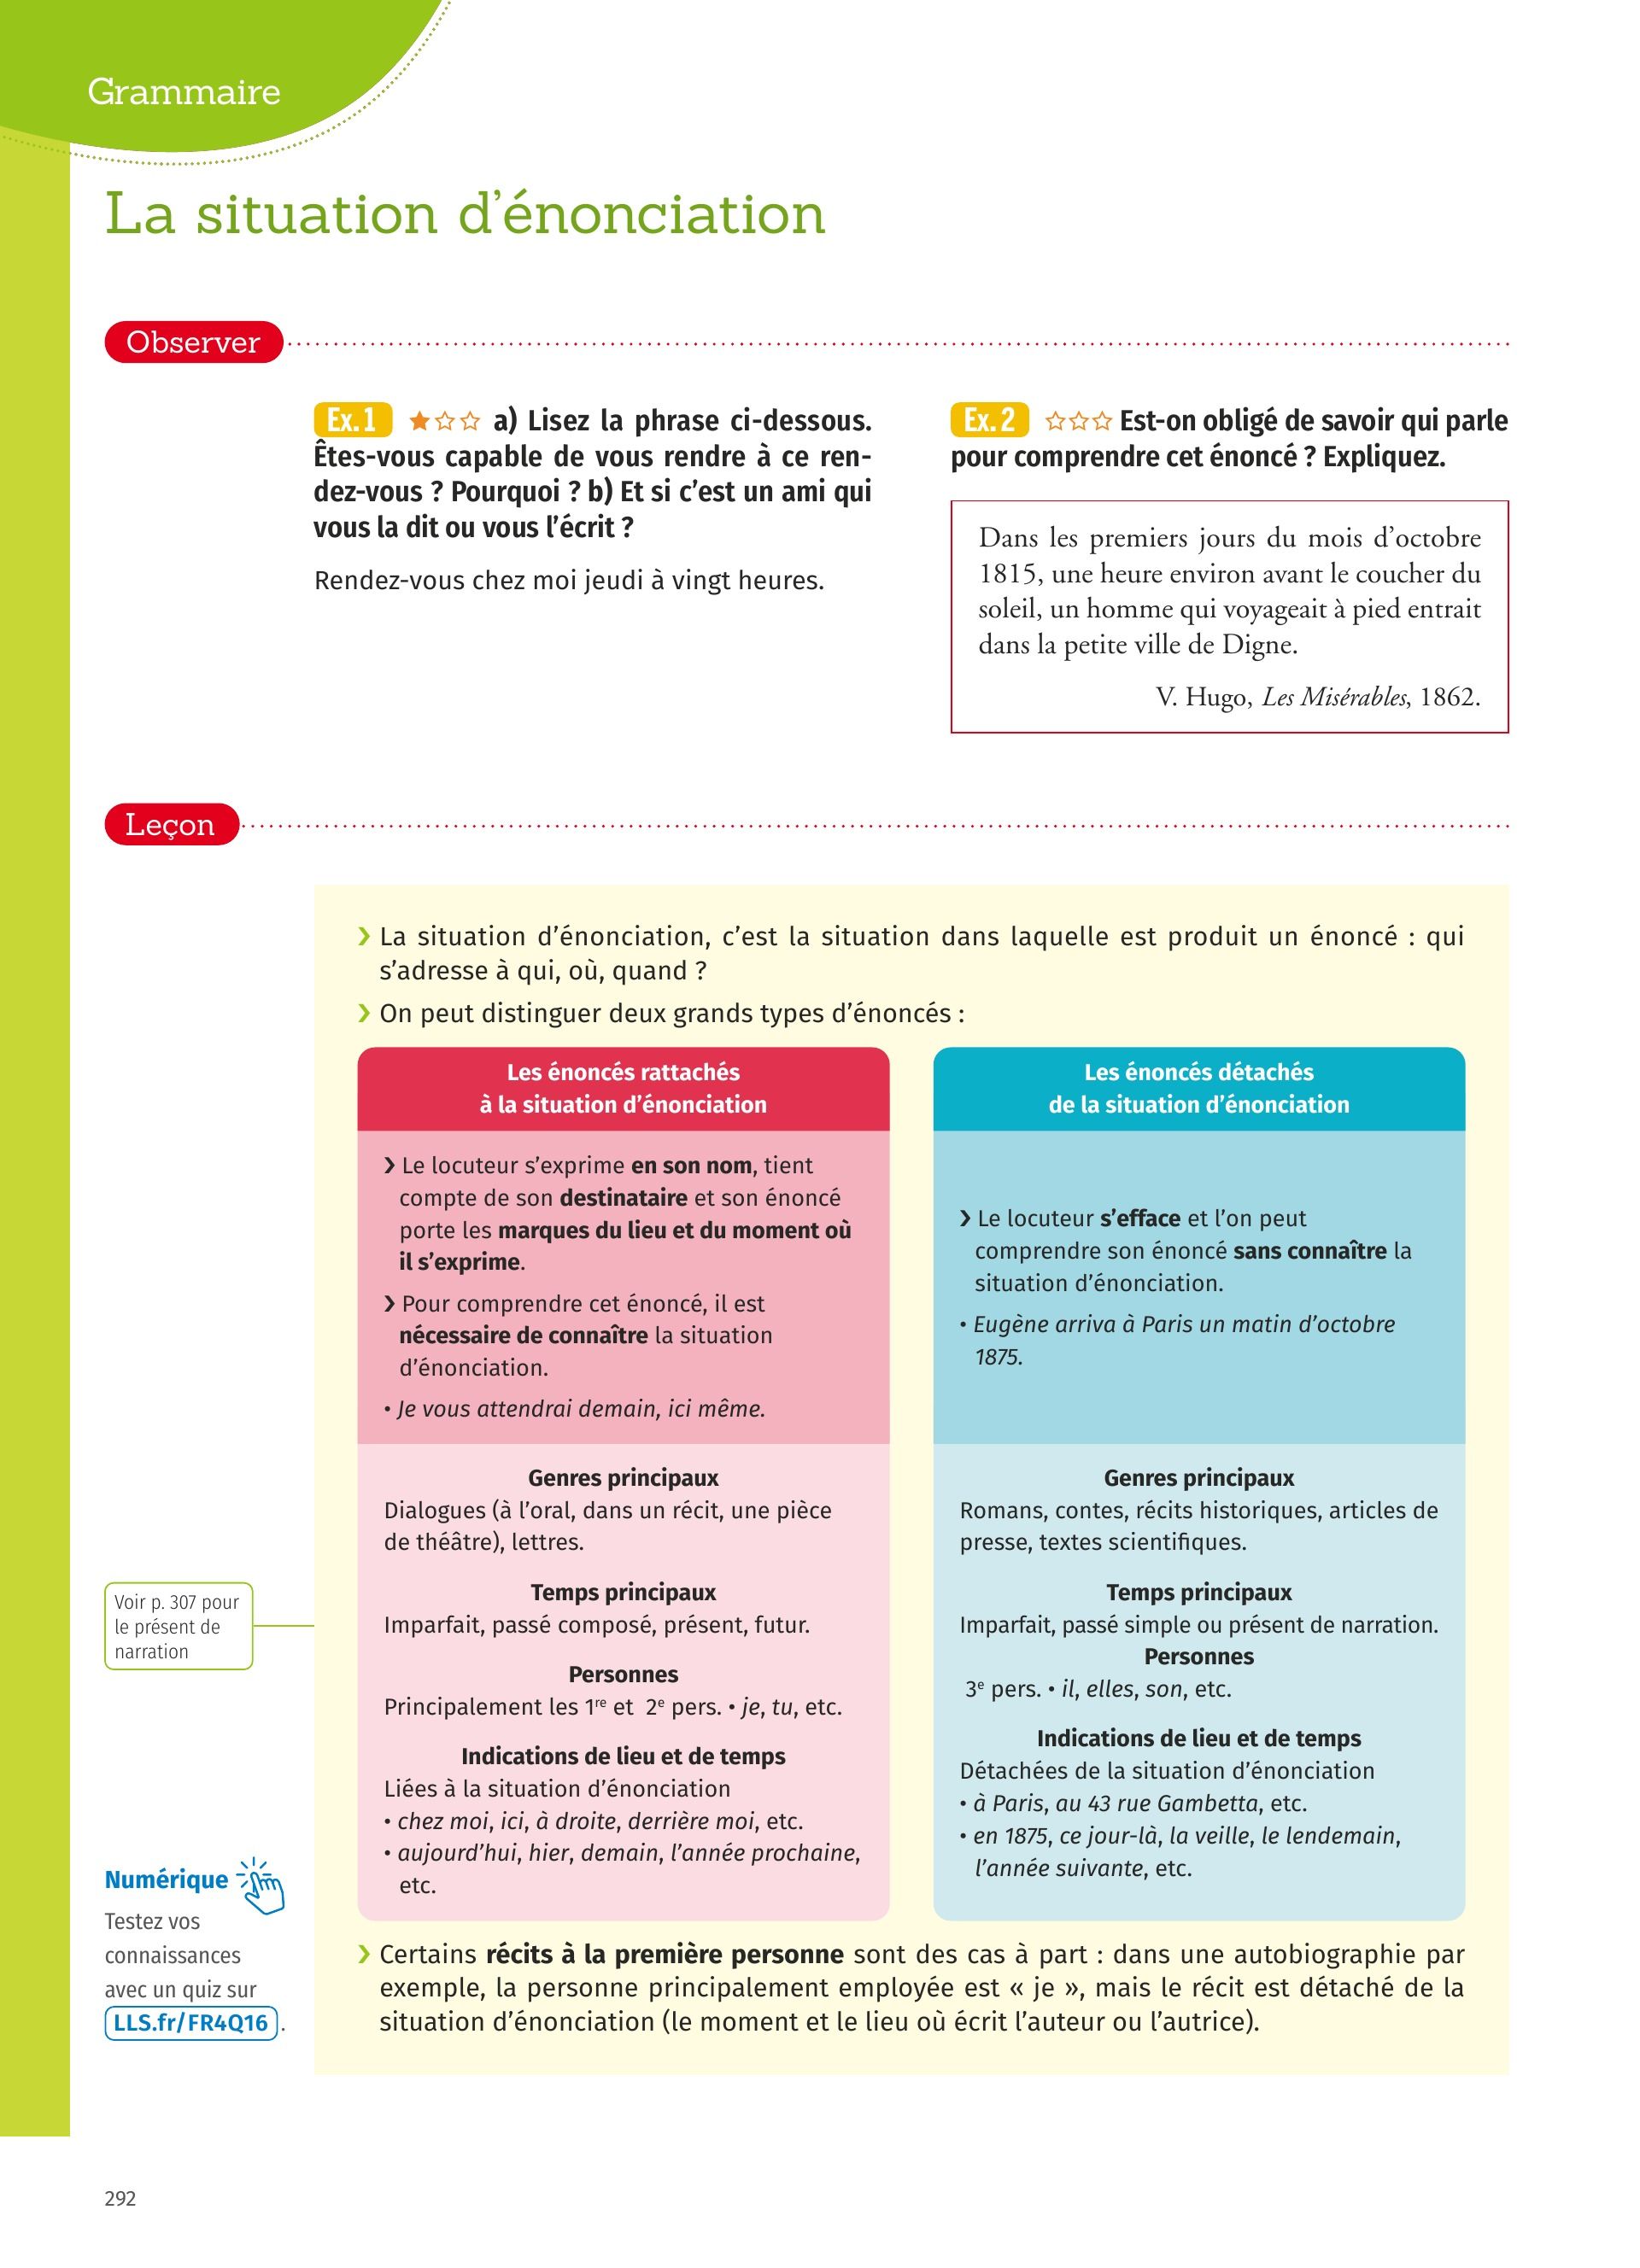 Grammaire
La situation d’énonciation
Observer
Ex. 1 a) Lisez la phrase ci-dessous.
Êtes-vous capable de vous rendre à ce ren-
dez-vous ? Pourquoi ? b) Et si c’est un ami qui
vous la dit ou vous l’écrit ?
Rendez-vous chez moi jeudi à vingt heures.
Ex. 2 Est-on obligé de savoir qui parle
pour comprendre cet énoncé ? Expliquez.
Dans les premiers jours du mois d’octobre
1815, une heure environ avant le coucher du
soleil, un homme qui voyageait à pied entrait
dans la petite ville de Digne.
V. Hugo, Les Misérables, 1862.
Leçon
› La situation d’énonciation, c’est la situation dans laquelle est produit un énoncé : qui
s’adresse à qui, où, quand ?
› On peut distinguer deux grands types d’énoncés :
Les énoncés rattachés
à la situation d’énonciation
› Le locuteur s’exprime en son nom, tient
compte de son destinataire et son énoncé
porte les marques du lieu et du moment où
il s’exprime.
› Pour comprendre cet énoncé, il est
nécessaire de connaître la situation
d’énonciation.
• Je vous attendrai demain, ici même.
Genres principaux
Dialogues (à l’oral, dans un récit, une pièce
de théâtre), lettres.
Temps principaux
Imparfait, passé composé, présent, futur.
Personnes
Principalement les 1re et 2e pers. • je, tu, etc.
Indications de lieu et de temps
Liées à la situation d’énonciation
• chez moi, ici, à droite, derrière moi, etc.
• aujourd’hui, hier, demain, l’année prochaine,
etc.
Les énoncés détachés
de la situation d’énonciation
› Le locuteur s’efface et l’on peut
comprendre son énoncé sans connaître la
situation d’énonciation.
• Eugène arriva à Paris un matin d’octobre
1875.
Genres principaux
Romans, contes, récits historiques, articles de
presse, textes scientifiques.
Temps principaux
Imparfait, passé simple ou présent de narration.
Personnes
3e pers. • il, elles, son, etc.
Indications de lieu et de temps
Détachées de la situation d’énonciation
• à Paris, au 43 rue Gambetta, etc.
• en 1875, ce jour-là, la veille, le lendemain,
l’année suivante, etc.
› Certains récits à la première personne sont des cas à part : dans une autobiographie par
exemple, la personne principalement employée est « je », mais le récit est détaché de la
situation d’énonciation (le moment et le lieu où écrit l’auteur ou l’autrice).
Voir p. 307 pour
le présent de
narration
Numérique
Testez vos
connaissances
avec un quiz sur
LLS.fr/FR4Q16 .
292